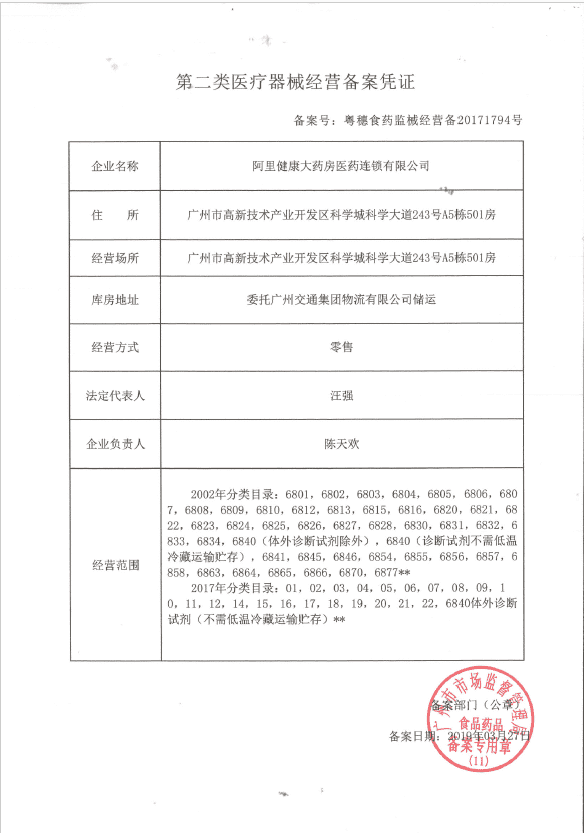 第二类医疗器械经营备案凭证
备案号：粤穗食药监械经营备20171794号
企业名称 阿里健康大药房医药连锁有限公司
住 所 广州市高新技术产业开发区科学城科学大道243号A5栋501房
经营场所 广州市高新技术产业开发区科学城科学大道243号A5栋501房
库房地址 委托广州交通集团物流有限公司储运
经营方式 零售
法定代表人 汪强
企业负责人 陈天欢
经营范围
2002年分类目录：6801，6802，6803，6804，6805，6806，680
7，6808，6809，6810，6812，6813，6815，6816，6820，6821，68
22，6823，6824，6825，6826，6827，6828，6830，6831，6832，6
833，6834，6840（体外诊断试剂除外），6840（诊断试剂不需低温
冷藏运输贮存），6841，6845，6846，6854，6855，6856，6857，6
858，6863，6864，6865，6866，6870，6877**
2017年分类目录：01，02，03，04，05，06，07，08，09，1
0，11，12，14，15，16，17，18，19，20，21，22，6840体外诊断
试剂（不需低温冷藏运输贮存）**
备案部门（公章）
备案日期：2019年03月27日
广州市市场监督管理局
食品药品
备案专用章
(11)